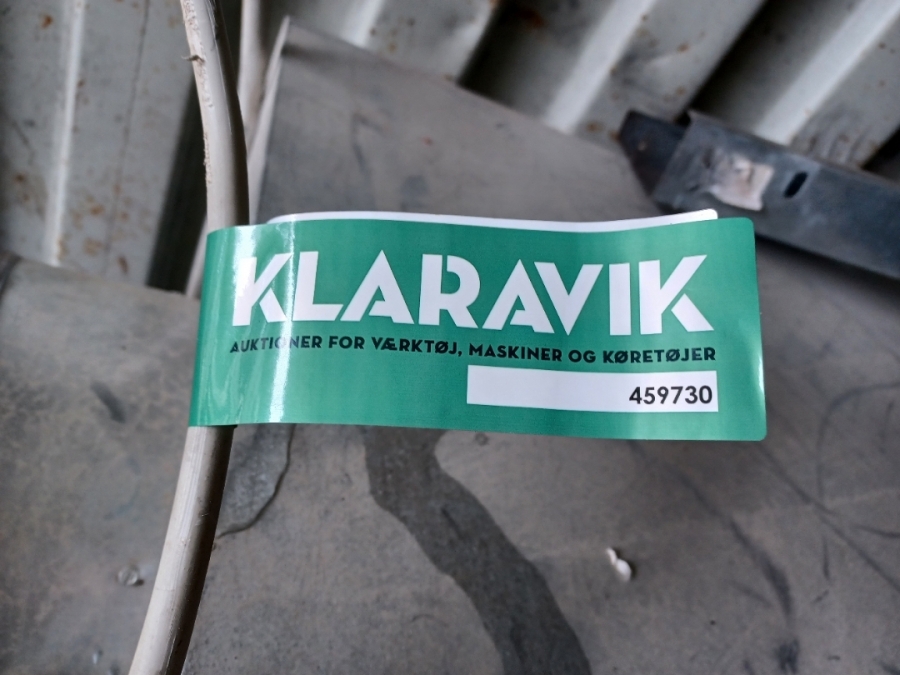 KLARAVIK
AUKTIONER FOR VÆRKTØJ, MASKINER OG KØRETØJER
459730